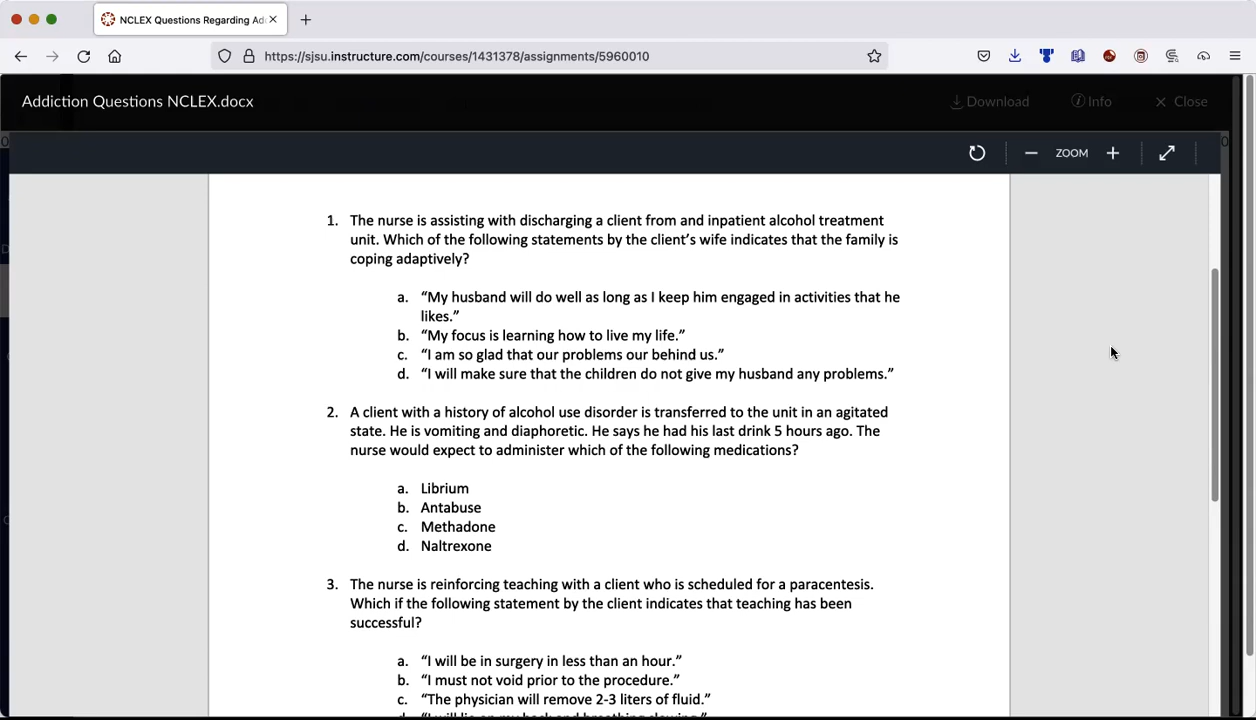 NCLEX Questions Regarding Ad
https://sjsu.instructure.com/courses/1431378/assignments/5960010
Addiction Questions NCLEX.docx
Download
Info
Close
ZOOM
1. The nurse is assisting with discharging a client from and inpatient alcohol treatment
unit. Which of the following statements by the client’s wife indicates that the family is
coping adaptively?
a. “My husband will do well as long as I keep him engaged in activities that he
likes.”
b. “My focus is learning how to live my life.”
c. “I am so glad that our problems our behind us.”
d. “I will make sure that the children do not give my husband any problems.”
2. A client with a history of alcohol use disorder is transferred to the unit in an agitated
state. He is vomiting and diaphoretic. He says he had his last drink 5 hours ago. The
nurse would expect to administer which of the following medications?
a. Librium
b. Antabuse
c. Methadone
d. Naltrexone
3. The nurse is reinforcing teaching with a client who is scheduled for a paracentesis.
Which if the following statement by the client indicates that teaching has been
successful?
a. “I will be in surgery in less than an hour.”
b. “I must not void prior to the procedure.”
c. “The physician will remove 2-3 liters of fluid.”